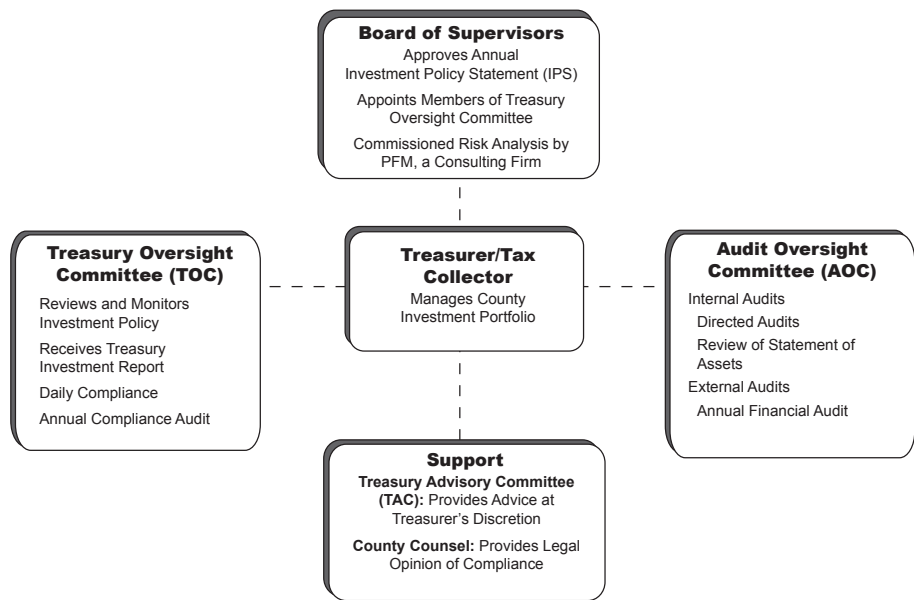 Board of Supervisors
Approves Annual
Investment Policy Statement (IPS)
Appoints Members of Treasury
Oversight Committee
Commissioned Risk Analysis by
PFM, a Consulting Firm
Treasury Oversight
Committee (TOC)
Reviews and Monitors
Investment Policy
Receives Treasury
Investment Report
Daily Compliance
Annual Compliance Audit
Treasurer/Tax
Collector
Manages County
Investment Portfolio
Audit Oversight
Committee (AOC)
Internal Audits
Directed Audits
Review of Statement of
Assets
External Audits
Annual Financial Audit
Support
Treasury Advisory Committee
(TAC): Provides Advice at
Treasurer's Discretion
County Counsel: Provides Legal
Opinion of Compliance